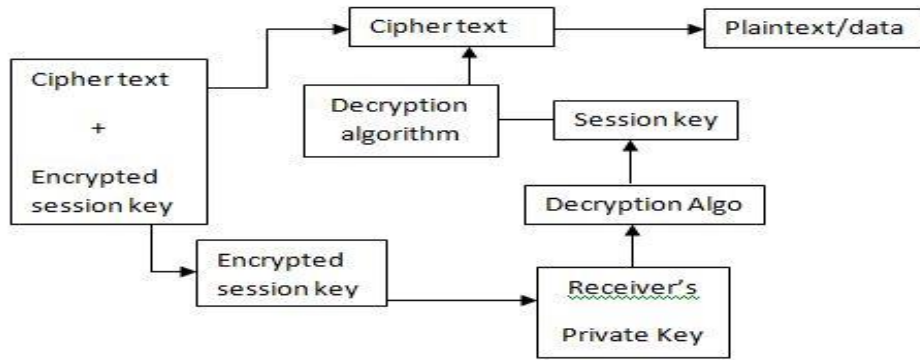 Cipher text
Plaintext/data
Cipher text
+
Encrypted
session key
Decryption
algorithm
Session key
Decryption Algo
Encrypted
session key
Receiver's
Private Key